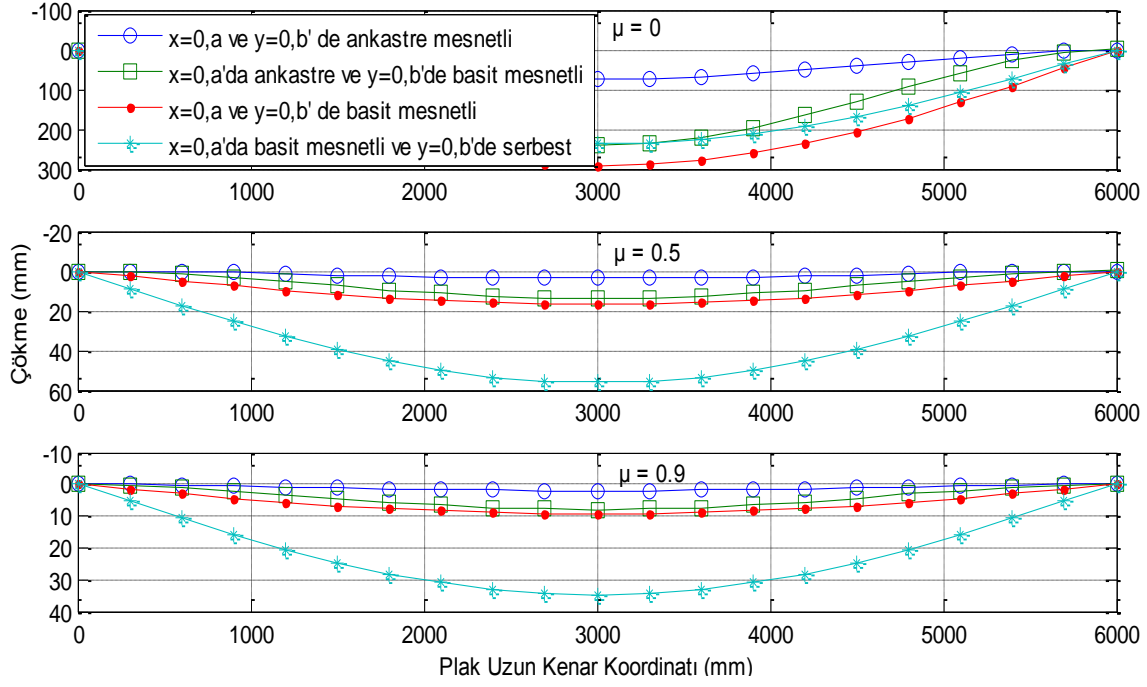 -100
0
100
200
300
µ = 0
x=0,a ve y=0,b' de ankastre mesnetli
x=0,a'da ankastre ve y=0,b'de basit mesnetli
x=0,a ve y=0,b' de basit mesnetli
x=0,a'da basit mesnetli ve y=0,b'de serbest
0 1000 2000 3000 4000 5000 6000
-20
0
20
40
60
µ = 0.5
Çökme (mm)
0 1000 2000 3000 4000 5000 6000
-10
0
10
20
30
40
µ = 0.9
0 1000 2000 3000 4000 5000 6000
Plak Uzun Kenar Koordinatı (mm)